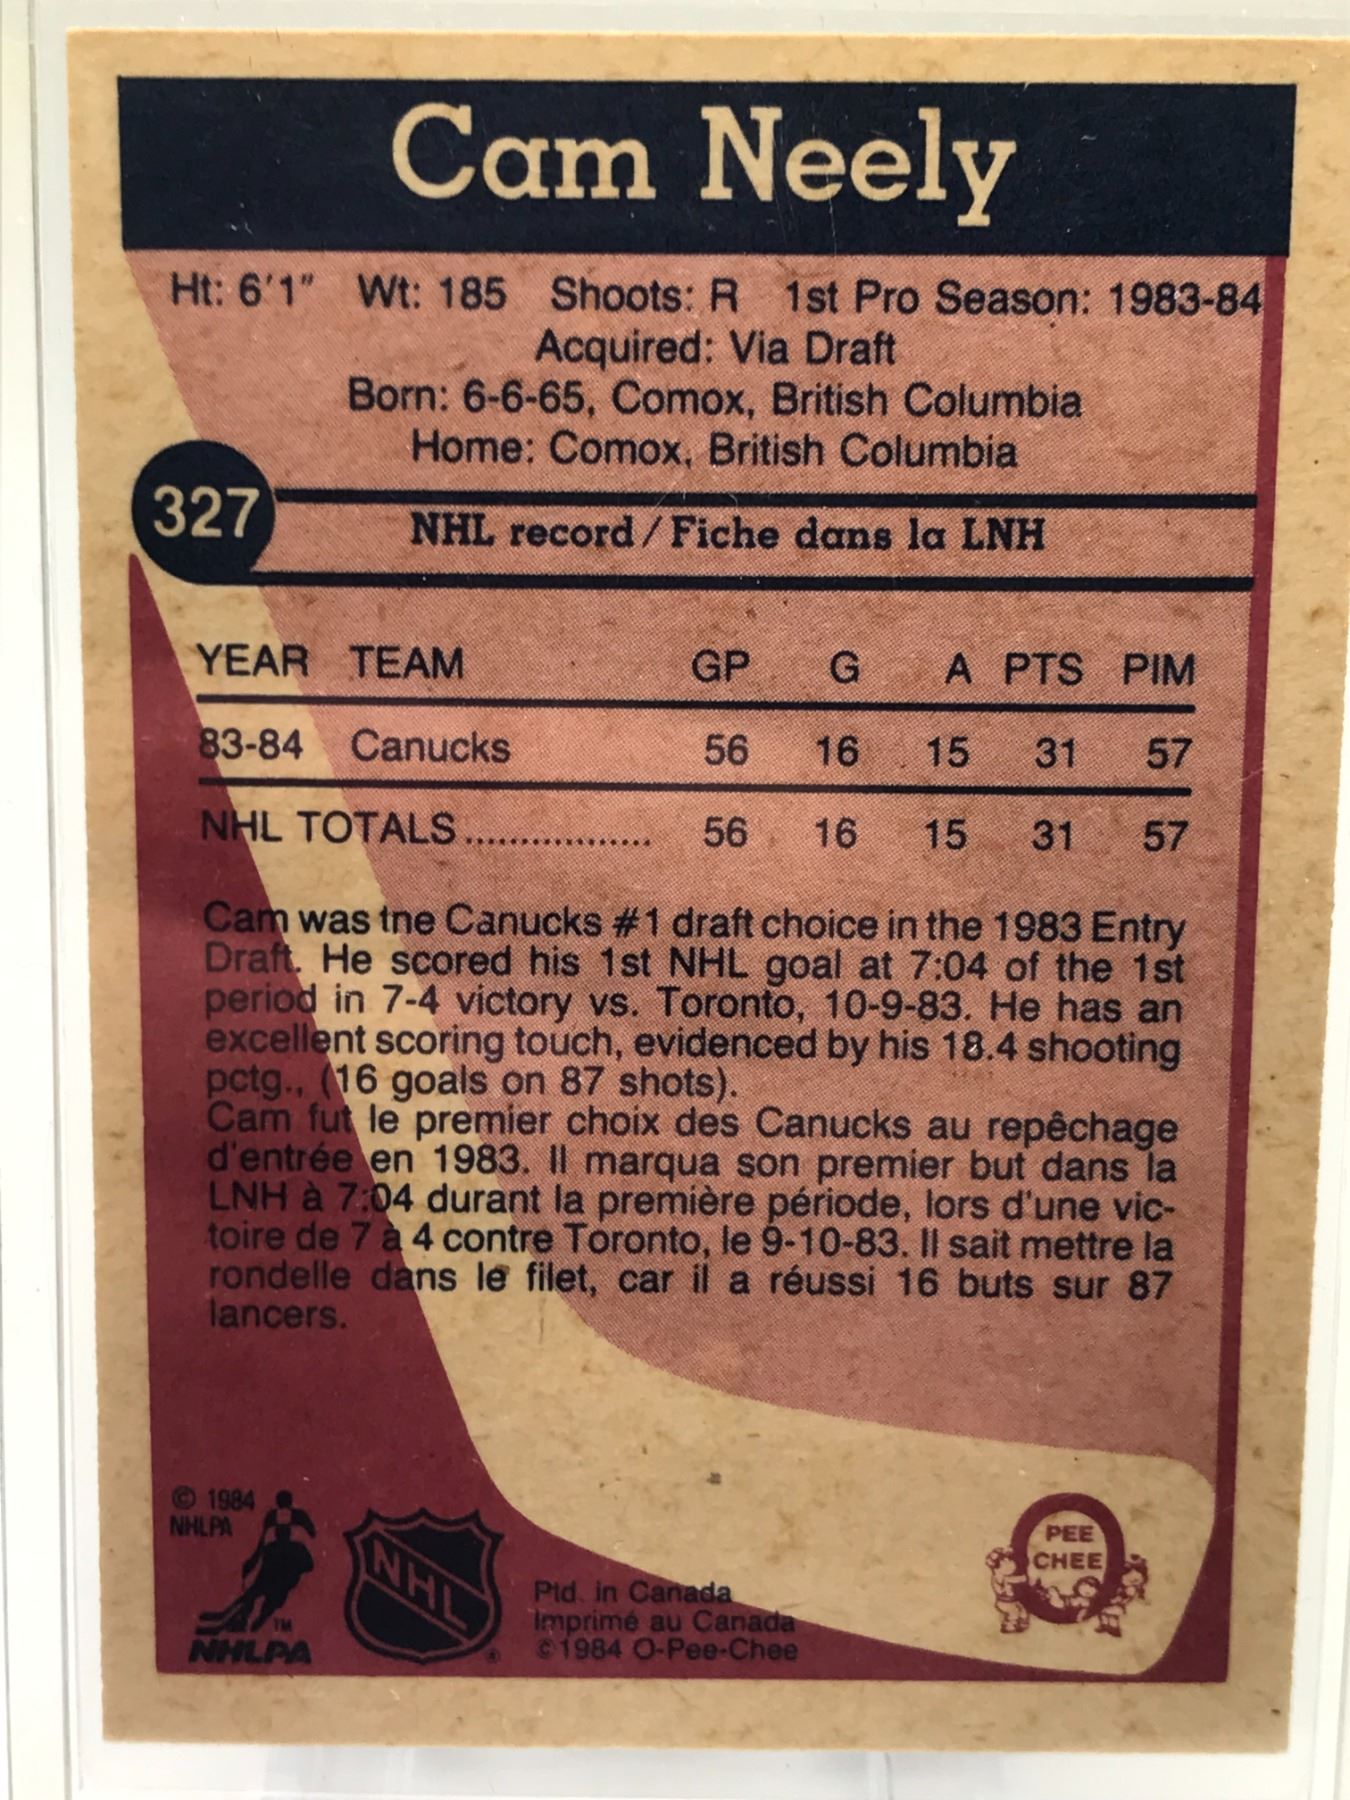 Cam Neely
Ht: 6'1" Wt: 185 Shoots: R 1st Pro Season: 1983-84
Acquired: Via Draft
Born: 6-6-65, Comox, British Columbia
Home: Comox, British Columbia
327
NHL record / Fiche dans la LNH
YEAR TEAM GP G A PTS PIM
83-84 Canucks 56 16 15 31 57
NHL TOTALS ................. 56 16 15 31 57
Cam was tne Canucks #1 draft choice in the 1983 Entry
Draft. He scored his 1st NHL goal at 7:04 of the 1st
period in 7-4 victory vs. Toronto, 10-9-83. He has an
excellent scoring touch, evidenced by his 18.4 shooting
pctg., (16 goals on 87 shots).
Cam fut le premier choix des Canucks au repêchage
d'entrée en 1983. Il marqua son premier but dans la
LNH à 7:04 durant la première période, lors d'une vic-
toire de 7 à 4 contre Toronto, le 9-10-83. Il sait mettre la
rondelle dans le filet, car il a réussi 16 buts sur 87
lancers.
© 1984
NHLPA
TM
NHLPA
NHL
®
Ptd. in Canada
Imprimé au Canada
© 1984 O-Pee-Chee
O
PEE
CHEE